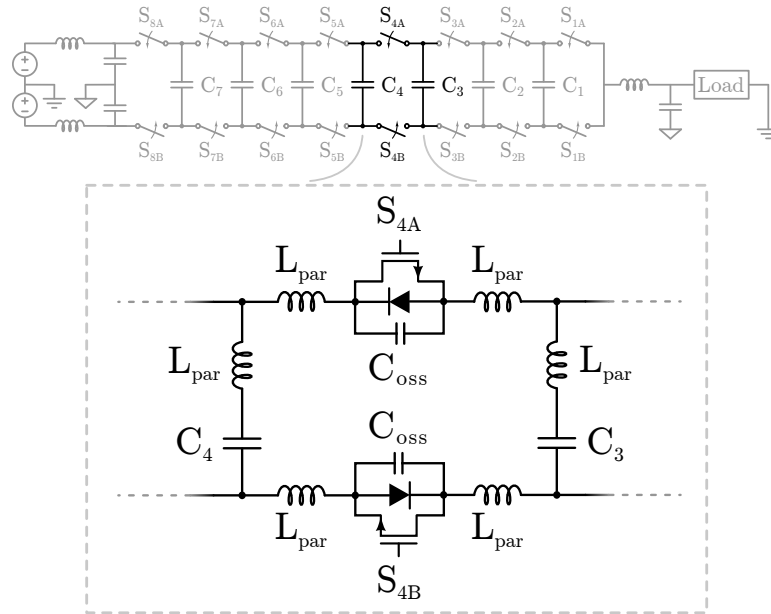 S8A S7A S6A S5A S4A S3A S2A S1A
C7 C6 C5 C4 C3 C2 C1 Load
S8B S7B S6B S5B S4B S3B S2B S1B
S4A
Lpar Lpar
Coss
Lpar Lpar
C4 Coss C3
Lpar Lpar
S4B